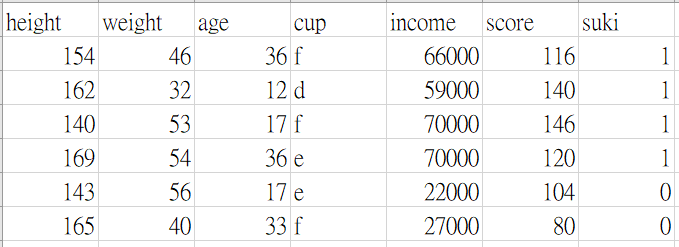 height weight age cup income score suki
154 46 36 f 66000 116 1
162 32 12 d 59000 140 1
140 53 17 f 70000 146 1
169 54 36 e 70000 120 1
143 56 17 e 22000 104 0
165 40 33 f 27000 80 0